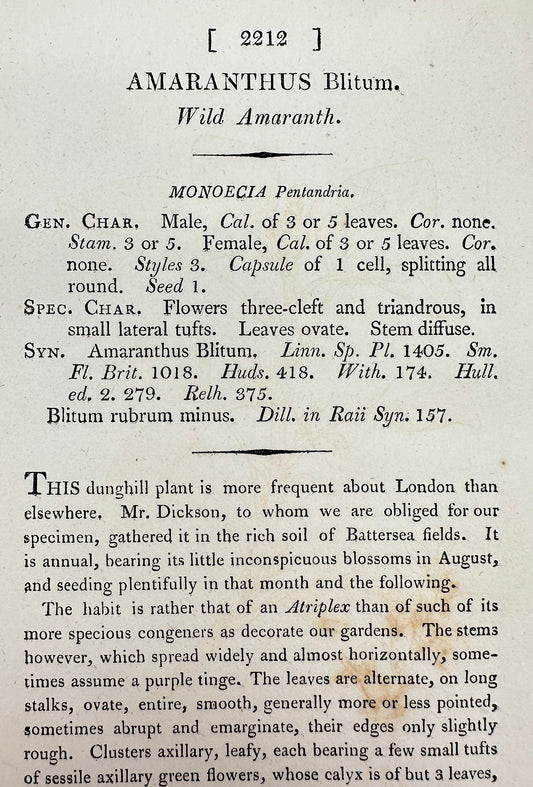 [ 2212 ]
AMARANTHUS Blitum.
Wild Amaranth.
MONOECIA Pentandria.
GEN. CHAR. Male, Cal. of 3 or 5 leaves. Cor. none.
Stam. 3 or 5. Female, Cal. of 3 or 5 leaves. Cor.
none. Styles 3. Capsule of 1 cell, splitting all
round. Seed 1.
SPEC. CHAR. Flowers three-cleft and triandrous, in
small lateral tufts. Leaves ovate. Stem diffuse.
SYN. Amaranthus Blitum. Linn. Sp. Pl. 1405. Sm.
Fl. Brit. 1018. Huds. 418. With. 174. Hull.
ed. 2. 279. Relh. 375.
Blitum rubrum minus. Dill. in Raii Syn. 157.
THIS dunghill plant is more frequent about London than
elsewhere. Mr. Dickson, to whom we are obliged for our
specimen, gathered it in the rich soil of Battersea fields. It
is annual, bearing its little inconspicuous blossoms in August,
and seeding plentifully in that month and the following.
The habit is rather that of an Atriplex than of such of its
more specious congeners as decorate our gardens. The stems
however, which spread widely and almost horizontally, some-
times assume a purple tinge. The leaves are alternate, on long
stalks, ovate, entire, smooth, generally more or less pointed,
sometimes abrupt and emarginate, their edges only slightly
rough. Clusters axillary, leafy, each bearing a few small tufts
of sessile axillary green flowers, whose calyx is of but 3 leaves,